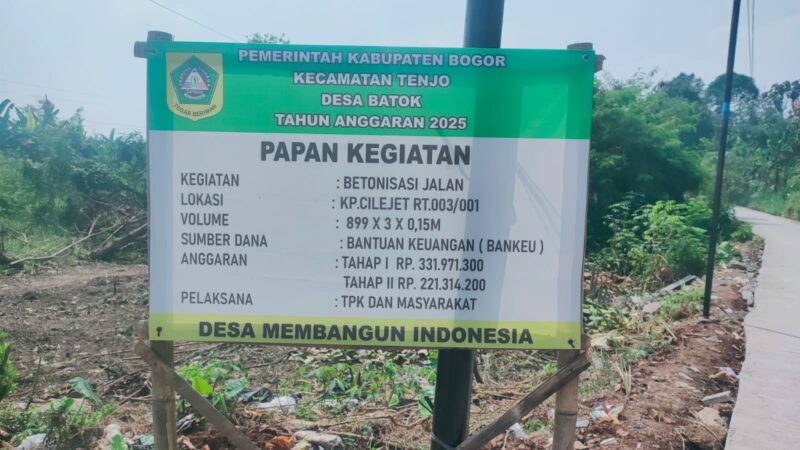 PEMERINTAH KABUPATEN BOGOR
KECAMATAN TENJO
DESA BATOK
TAHUN ANGGARAN 2025
TEGAR BERIMAN
PAPAN KEGIATAN
KEGIATAN : BETONISASI JALAN
LOKASI : KP.CILEJET RT.003/001
VOLUME : 899 X 3 X 0,15M
SUMBER DANA : BANTUAN KEUANGAN ( BANKEU )
ANGGARAN : TAHAP I RP. 331.971.300
TAHAP II RP. 221.314.200
PELAKSANA : TPK DAN MASYARAKAT
DESA MEMBANGUN INDONESIA